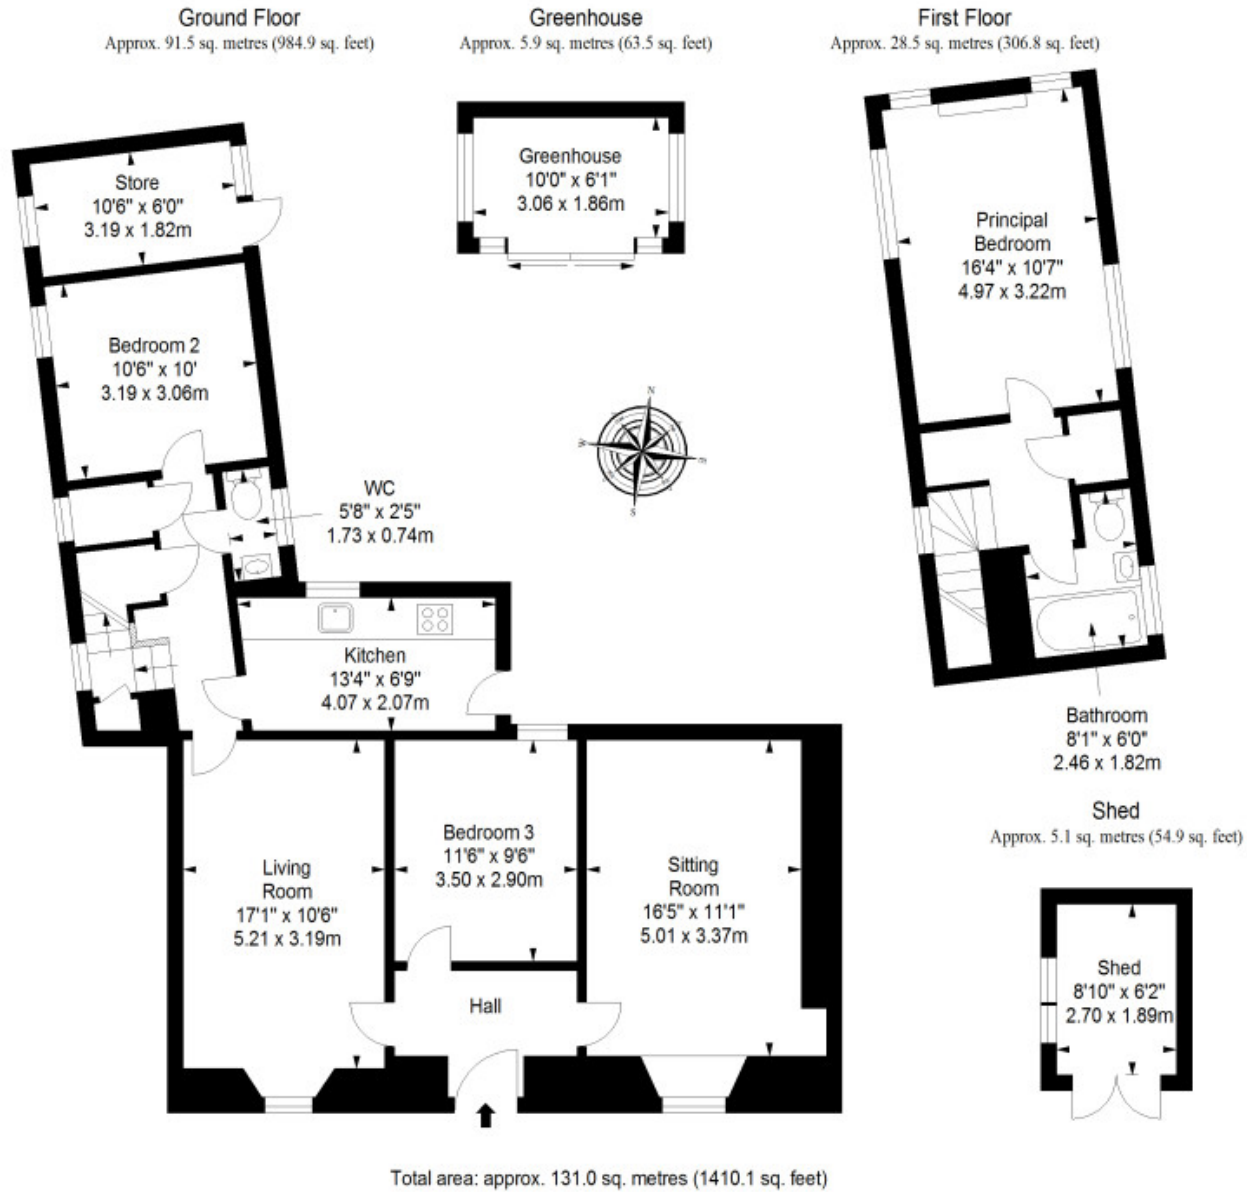 Ground Floor
Approx. 91.5 sq. metres (984.9 sq. feet)
Greenhouse
Approx. 5.9 sq. metres (63.5 sq. feet)
First Floor
Approx. 28.5 sq. metres (306.8 sq. feet)
Store
10'6" x 6'0"
3.19 x 1.82m
Greenhouse
10'0" x 6'1"
3.06 x 1.86m
Principal
Bedroom
16'4" x 10'7"
4.97 x 3.22m
Bedroom 2
10'6" x 10'
3.19 x 3.06m
N
W
E
S
WC
5'8" x 2'5"
1.73 x 0.74m
Kitchen
13'4" x 6'9"
4.07 x 2.07m
Bathroom
8'1" x 6'0"
2.46 x 1.82m
Shed
Approx. 5.1 sq. metres (54.9 sq. feet)
Living
Room
17'1" x 10'6"
5.21 x 3.19m
Bedroom 3
11'6" x 9'6"
3.50 x 2.90m
Sitting
Room
16'5" x 11'1"
5.01 x 3.37m
Hall
Shed
8'10" x 6'2"
2.70 x 1.89m
Total area: approx. 131.0 sq. metres (1410.1 sq. feet)